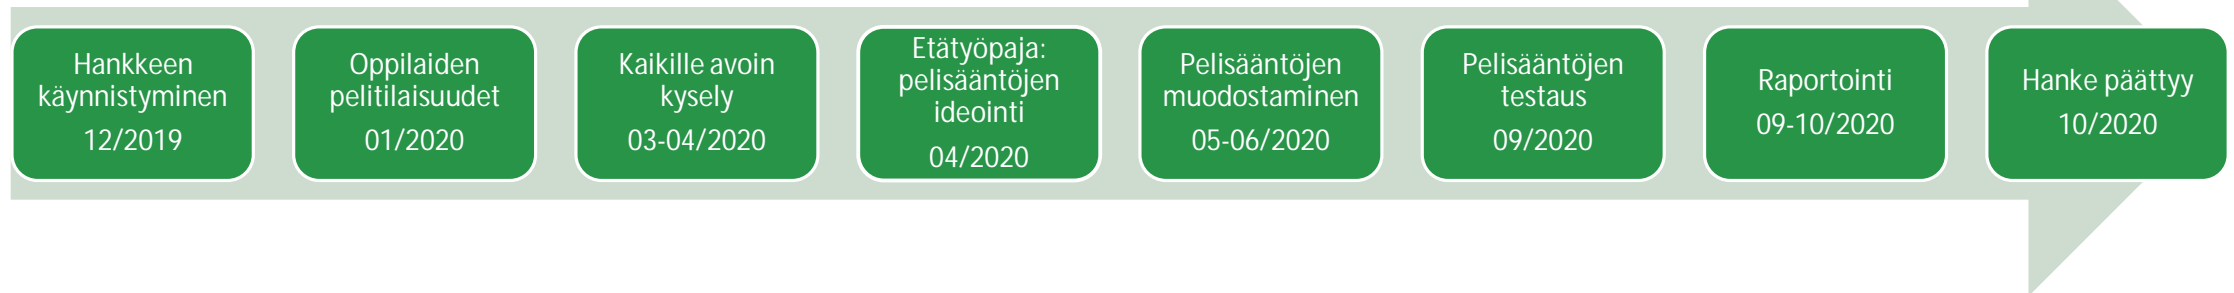 Hankkeen
käynnistyminen
12/2019
Oppilaiden
pelitilaisuudet
01/2020
Kaikille avoin
kysely
03-04/2020
Etätyöpaja:
pelisääntöjen
ideointi
04/2020
Pelisääntöjen
muodostaminen
05-06/2020
Pelisääntöjen
testaus
09/2020
Raportointi
09-10/2020
Hanke päättyy
10/2020